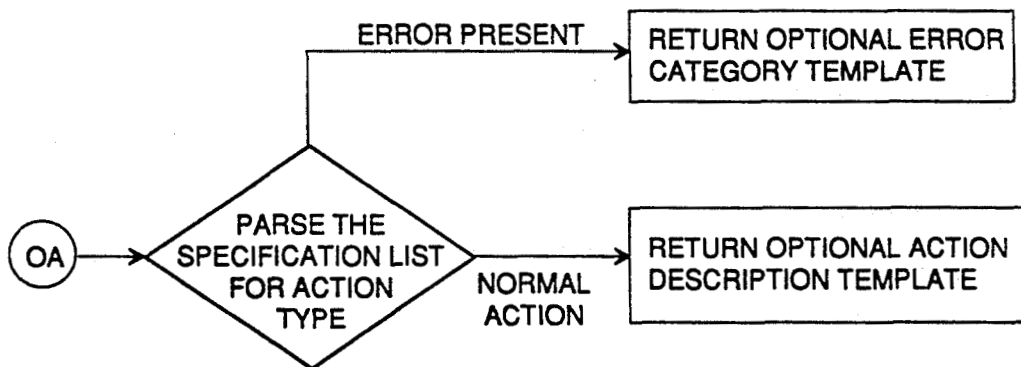 ERROR PRESENT
RETURN OPTIONAL ERROR
CATEGORY TEMPLATE
OA
PARSE THE
SPECIFICATION LIST
FOR ACTION
TYPE
NORMAL
ACTION
RETURN OPTIONAL ACTION
DESCRIPTION TEMPLATE